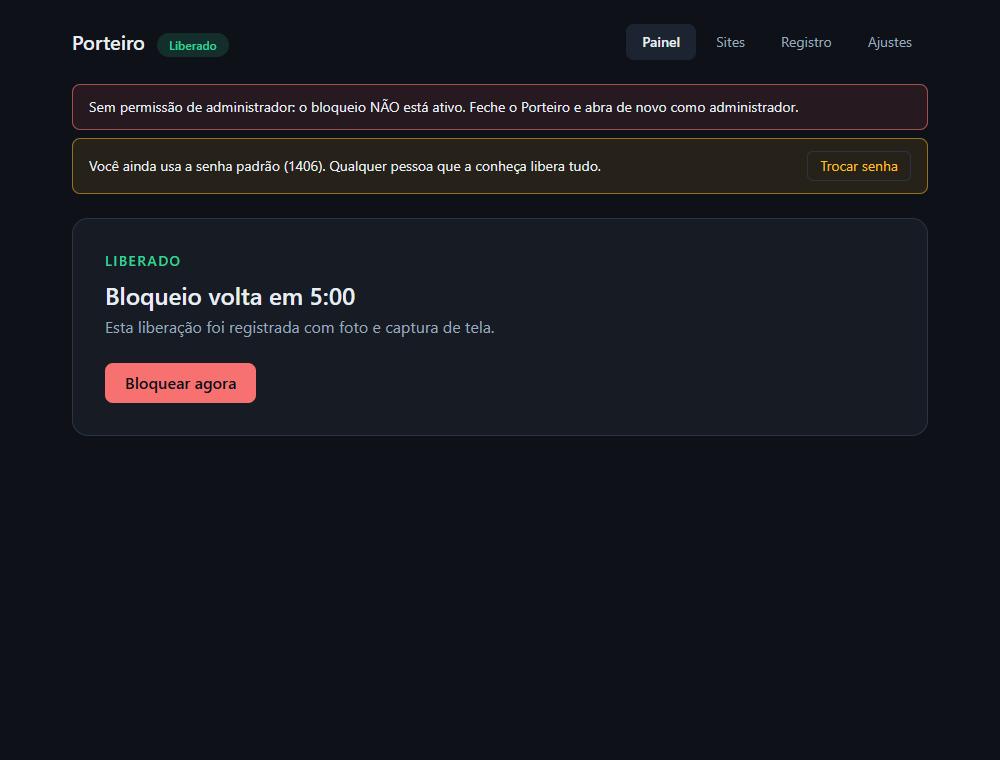 Porteiro
Liberado
Painel
Sites
Registro
Ajustes
Sem permissão de administrador: o bloqueio NÃO está ativo. Feche o Porteiro e abra de novo como administrador.
Você ainda usa a senha padrão (1406). Qualquer pessoa que a conheça libera tudo.
Trocar senha
LIBERADO
Bloqueio volta em 5:00
Esta liberação foi registrada com foto e captura de tela.
Bloquear agora